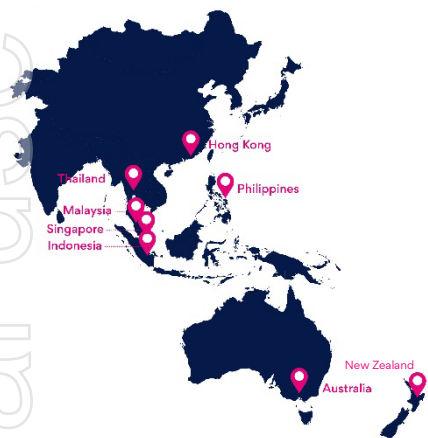 Hong Kong
Thailand
Philippines
Malaysia
Singapore
Indonesia
New Zealand
Australia